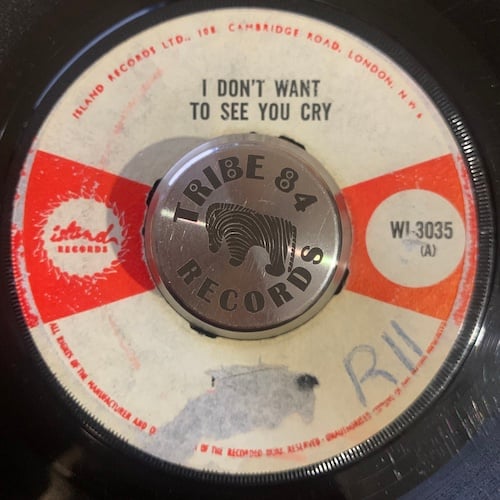 ISLAND RECORDS LTD., 108, CAMBRIDGE ROAD, LONDON, N.W.6
I DON'T WANT
TO SEE YOU CRY
TRIBE 84
RECORDS
island
RECORDS
WI-3035
(A)
R11
ALL RIGHTS OF THE MANUFACTURER AND O
OF THE RECORDED WORK RESERVED - UNAUTHORISED